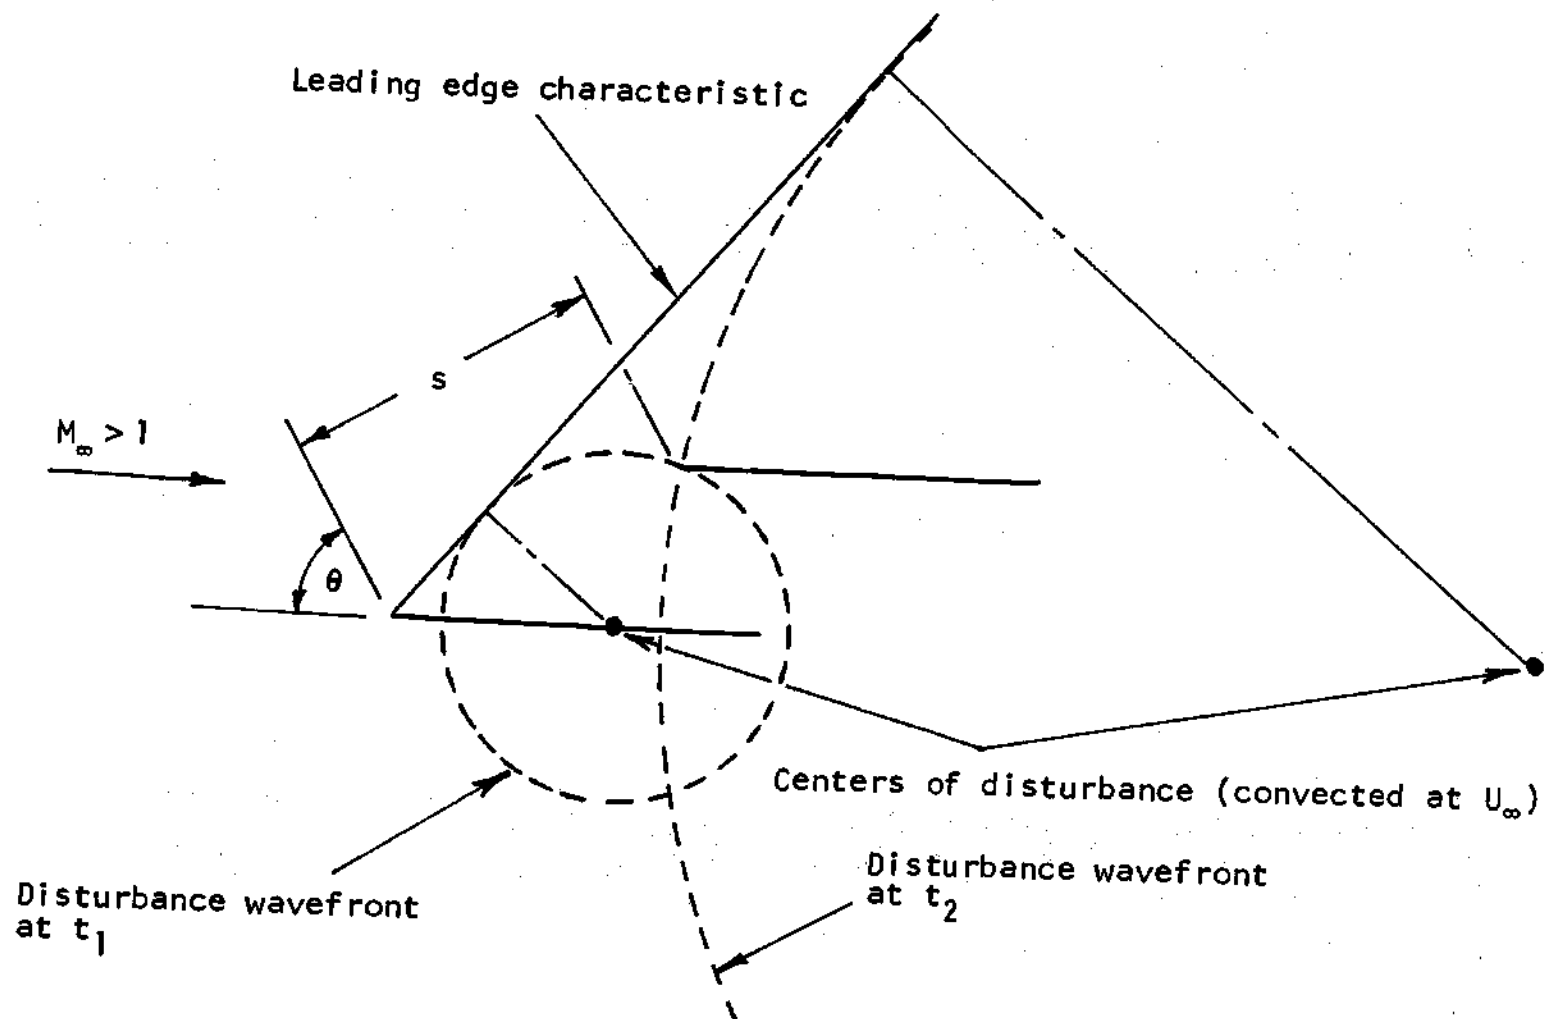 Leading edge characteristic
s
M∞ > 1
θ
Centers of disturbance (convected at U∞)
Disturbance wavefront
at t2
Disturbance wavefront
at t1